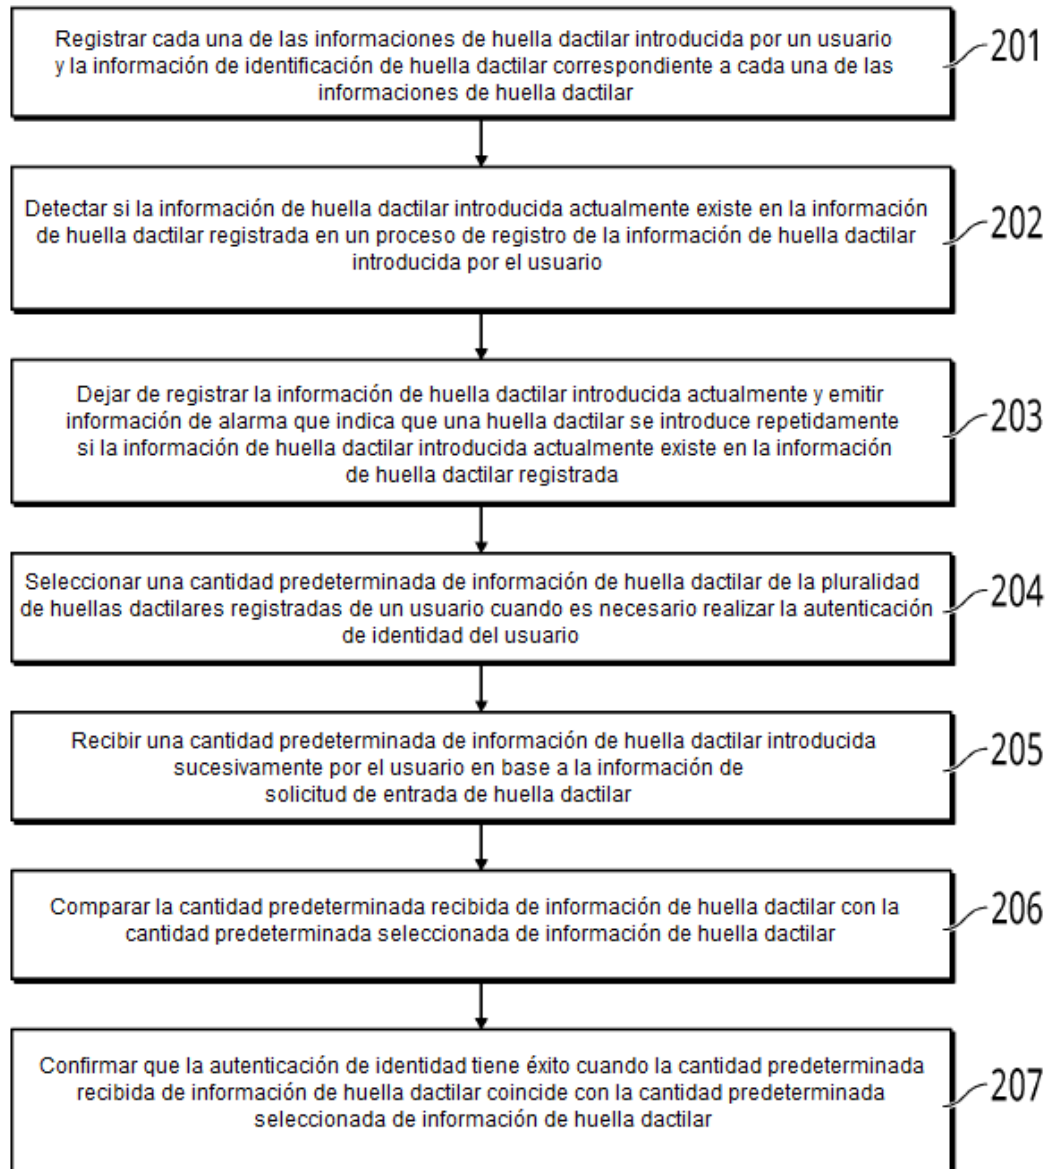 Registrar cada una de las informaciones de huella dactilar introducida por un usuario
y la información de identificación de huella dactilar correspondiente a cada una de las
informaciones de huella dactilar
201
Detectar si la información de huella dactilar introducida actualmente existe en la información
de huella dactilar registrada en un proceso de registro de la información de huella dactilar
introducida por el usuario
202
Dejar de registrar la información de huella dactilar introducida actualmente y emitir
información de alarma que indica que una huella dactilar se introduce repetidamente
si la información de huella dactilar introducida actualmente existe en la información
de huella dactilar registrada
203
Seleccionar una cantidad predeterminada de información de huella dactilar de la pluralidad
de huellas dactilares registradas de un usuario cuando es necesario realizar la autenticación
de identidad del usuario
204
Recibir una cantidad predeterminada de información de huella dactilar introducida
sucesivamente por el usuario en base a la información de
solicitud de entrada de huella dactilar
205
Comparar la cantidad predeterminada recibida de información de huella dactilar con la
cantidad predeterminada seleccionada de información de huella dactilar
206
Confirmar que la autenticación de identidad tiene éxito cuando la cantidad predeterminada
recibida de información de huella dactilar coincide con la cantidad predeterminada
seleccionada de información de huella dactilar
207